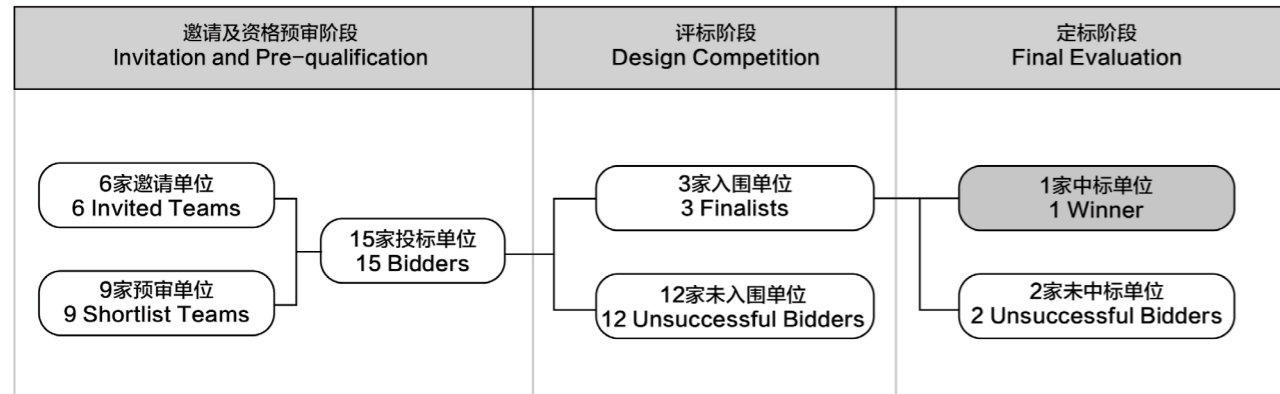 邀请及资格预审阶段
Invitation and Pre-qualification
评标阶段
Design Competition
定标阶段
Final Evaluation
6家邀请单位
6 Invited Teams
9家预审单位
9 Shortlist Teams
15家投标单位
15 Bidders
3家入围单位
3 Finalists
12家未入围单位
12 Unsuccessful Bidders
1家中标单位
1 Winner
2家未中标单位
2 Unsuccessful Bidders